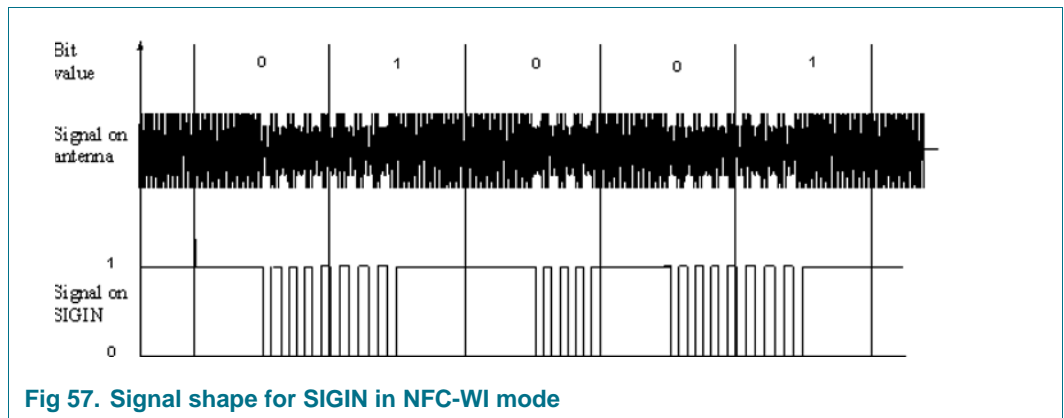 Bit
value
0 1 0 0 1
Signal on
antenna
1
Signal on
SIGIN
0
Fig 57. Signal shape for SIGIN in NFC-WI mode